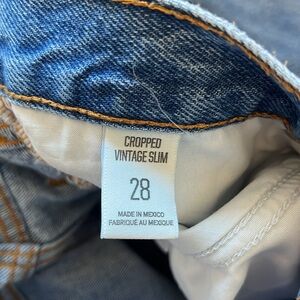 CROPPED
VINTAGE SLIM
28
MADE IN MEXICO
FABRIQUÉ AU MEXIQUE